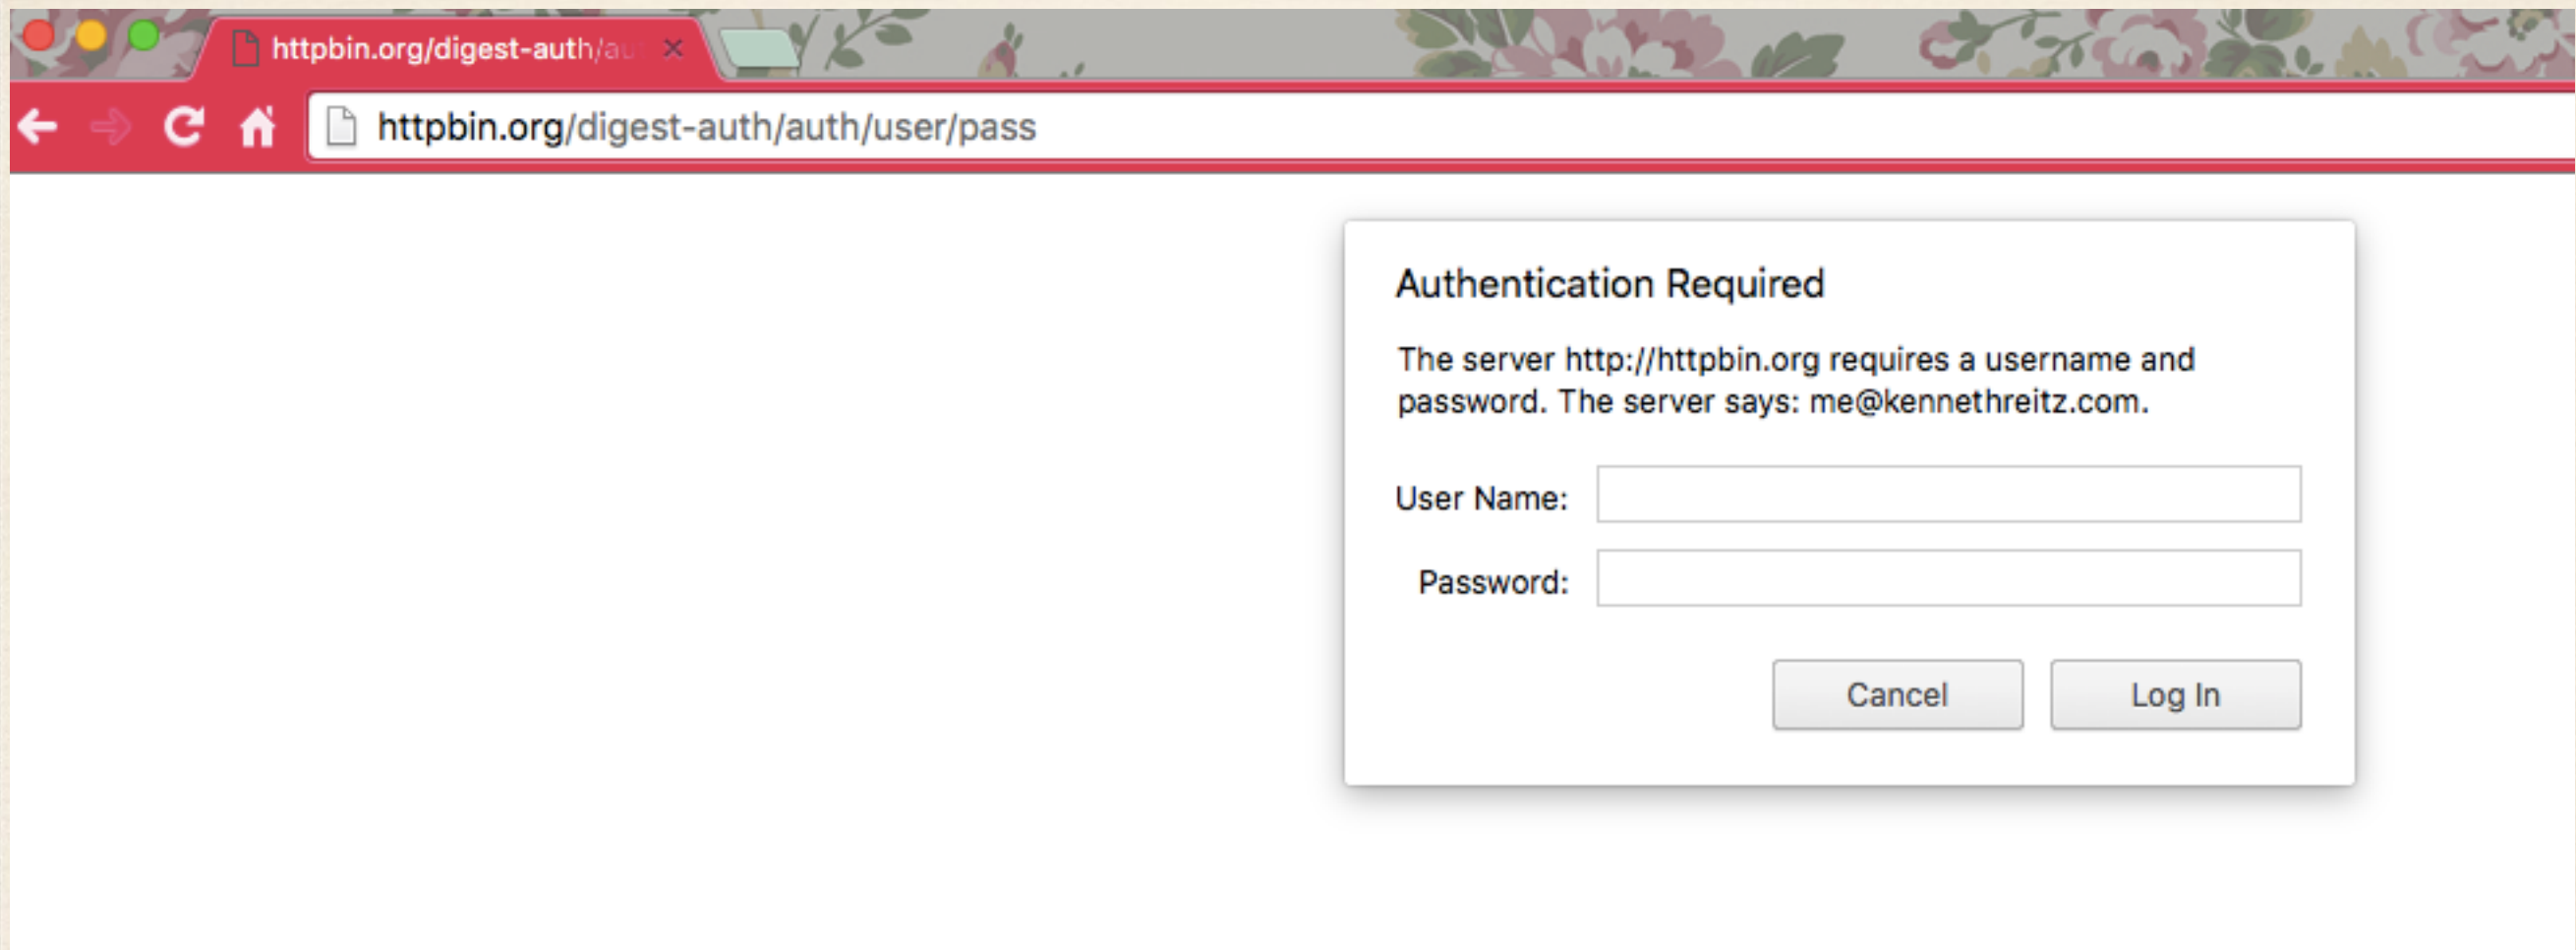 httpbin.org/digest-auth/au
httpbin.org/digest-auth/auth/user/pass
Authentication Required
The server http://httpbin.org requires a username and
password. The server says: me@kennethreitz.com.
User Name:
Password:
Cancel Log In